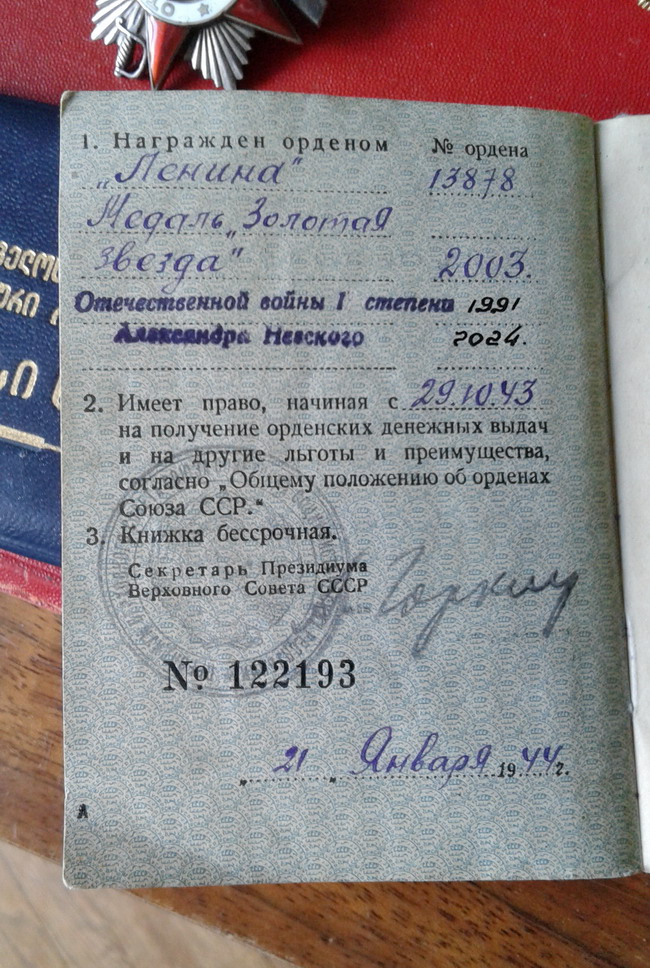 1. Награжден орденом № ордена
„Ленина" 13878
Медаль „Золотая
Звезда" 2003.
Отечественной войны I степени 1991
Александра Невского 2024.
2. Имеет право, начиная с 29.10.43
на получение орденских денежных выдач
и на другие льготы и преимущества,
согласно „Общему положению об орденах
Союза ССР."
3. Книжка бессрочная.
Секретарь Президиума
Верховного Совета СССР
Горкин
№ 122193
„ 21 „ Января 1944 г.
А